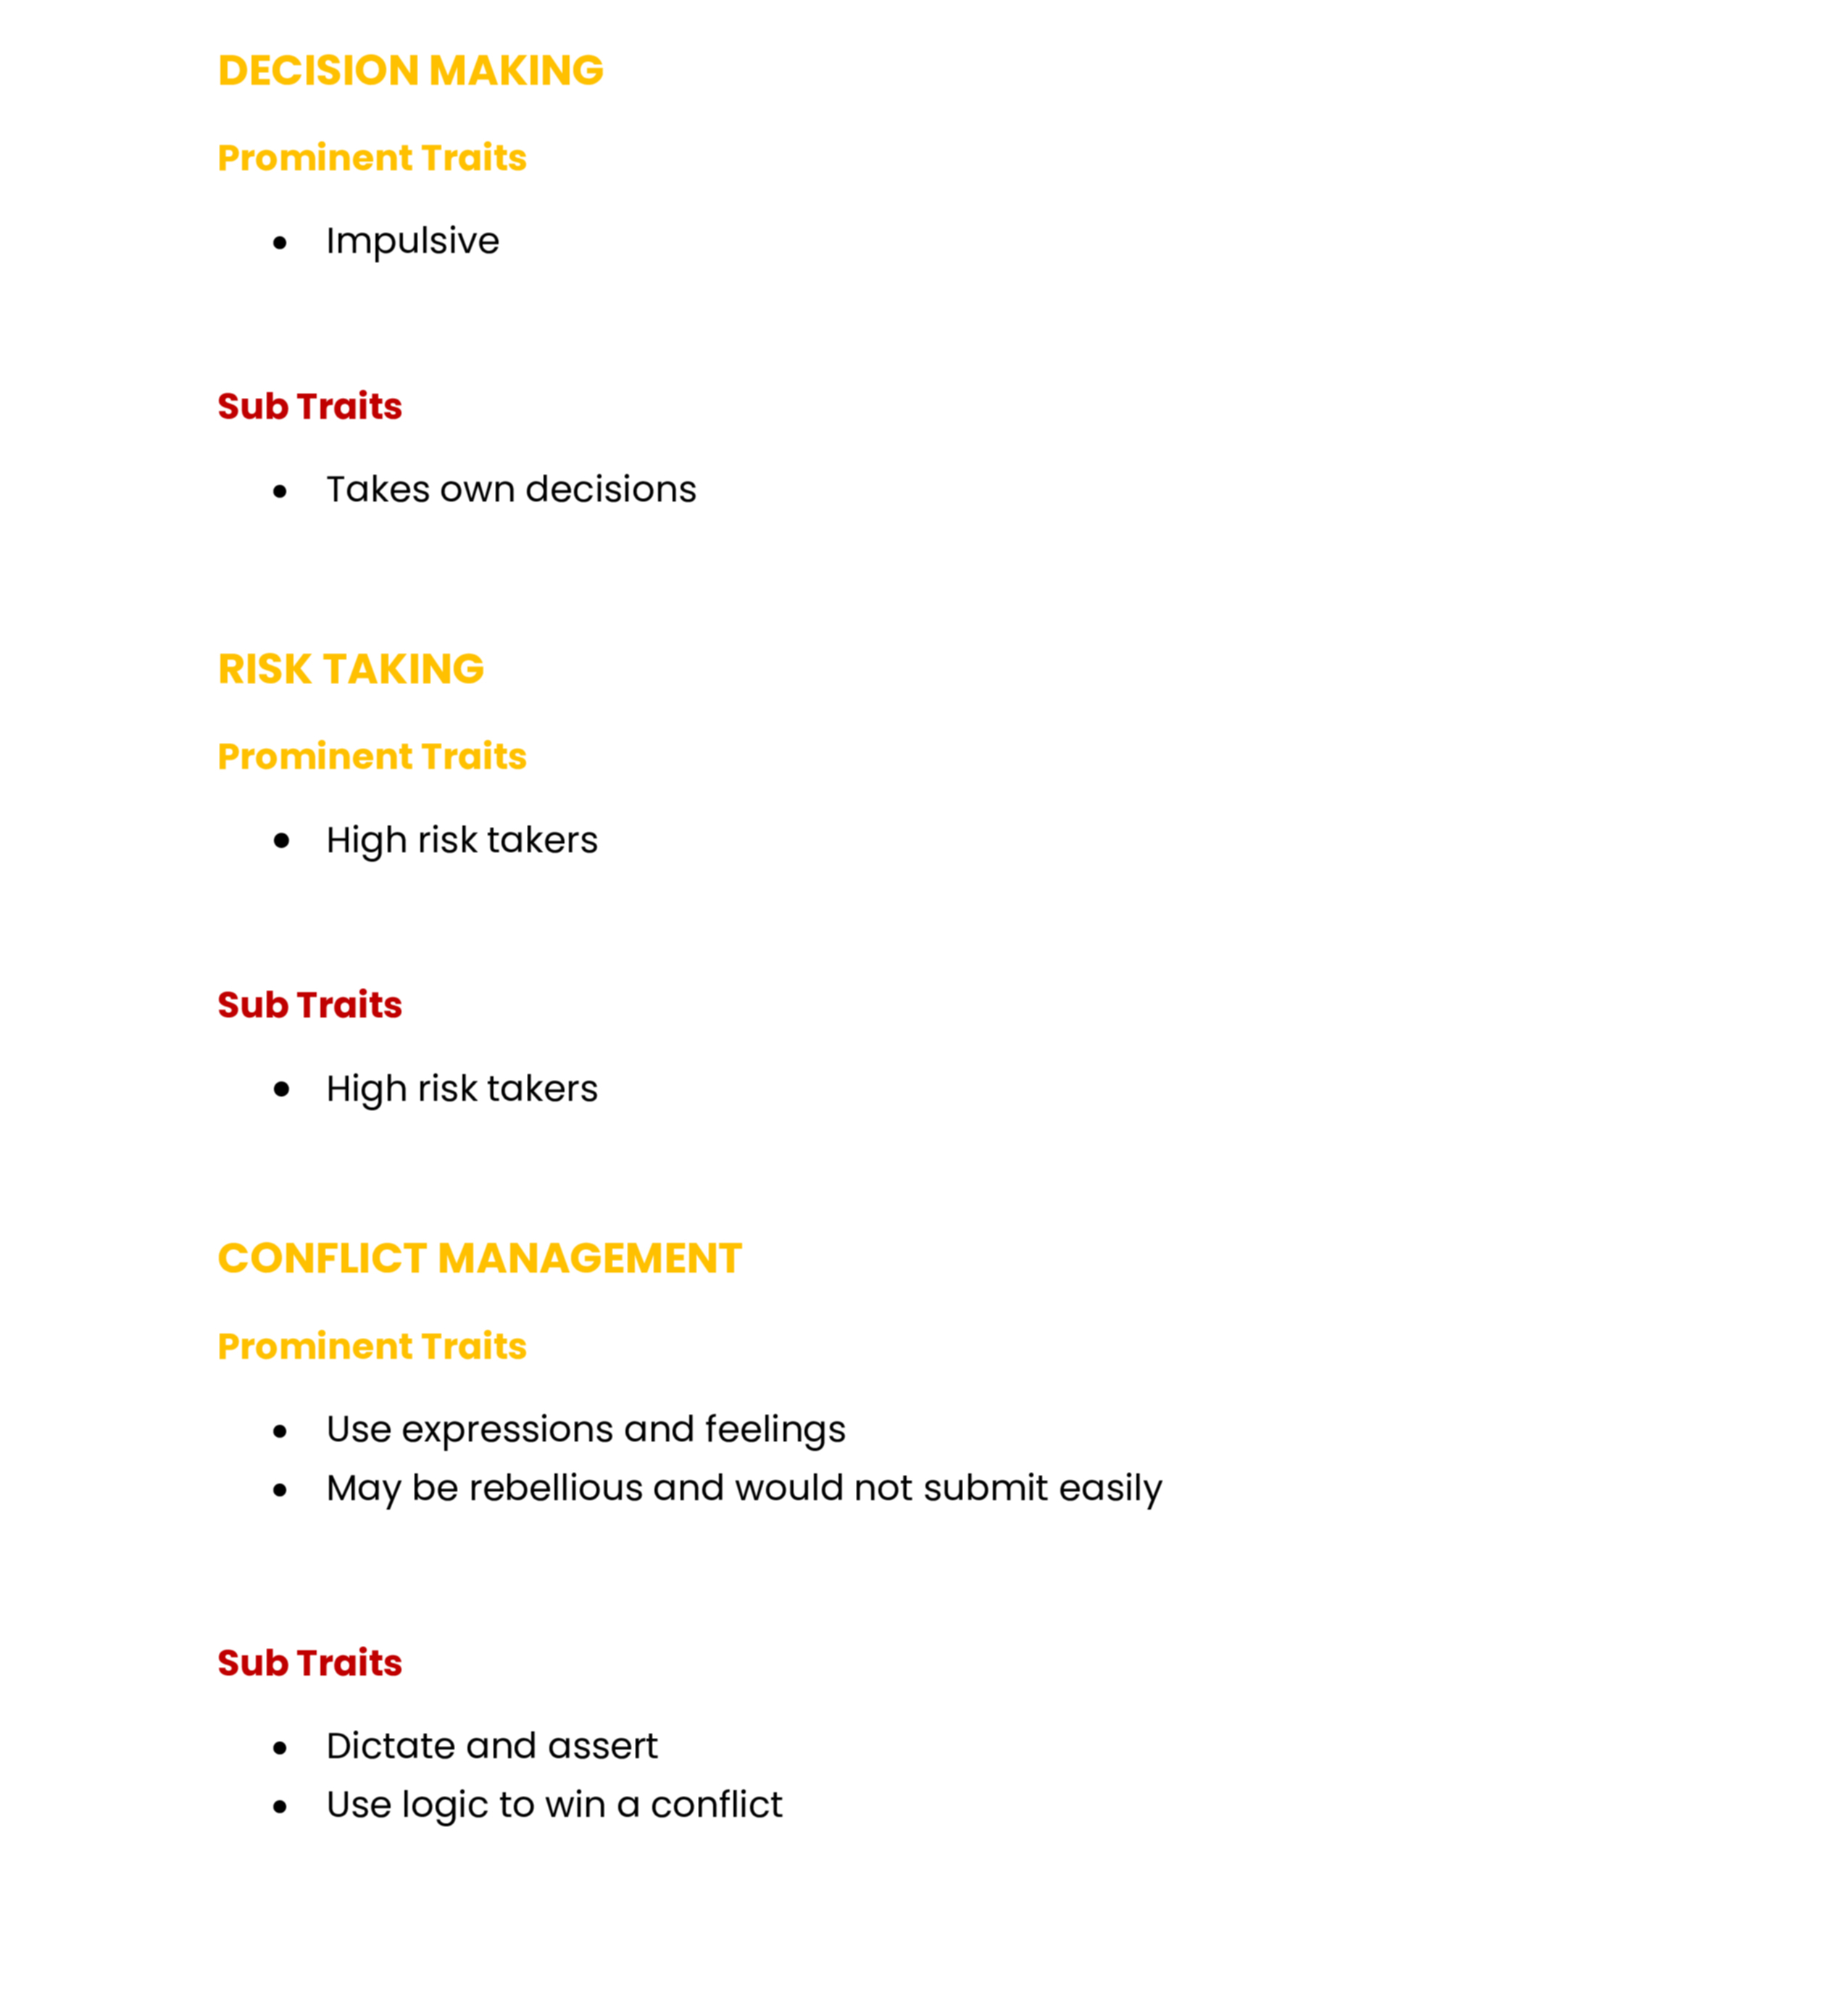 DECISION MAKING
Prominent Traits
● Impulsive
Sub Traits
● Takes own decisions
RISK TAKING
Prominent Traits
● High risk takers
Sub Traits
● High risk takers
CONFLICT MANAGEMENT
Prominent Traits
● Use expressions and feelings
● May be rebellious and would not submit easily
Sub Traits
● Dictate and assert
● Use logic to win a conflict